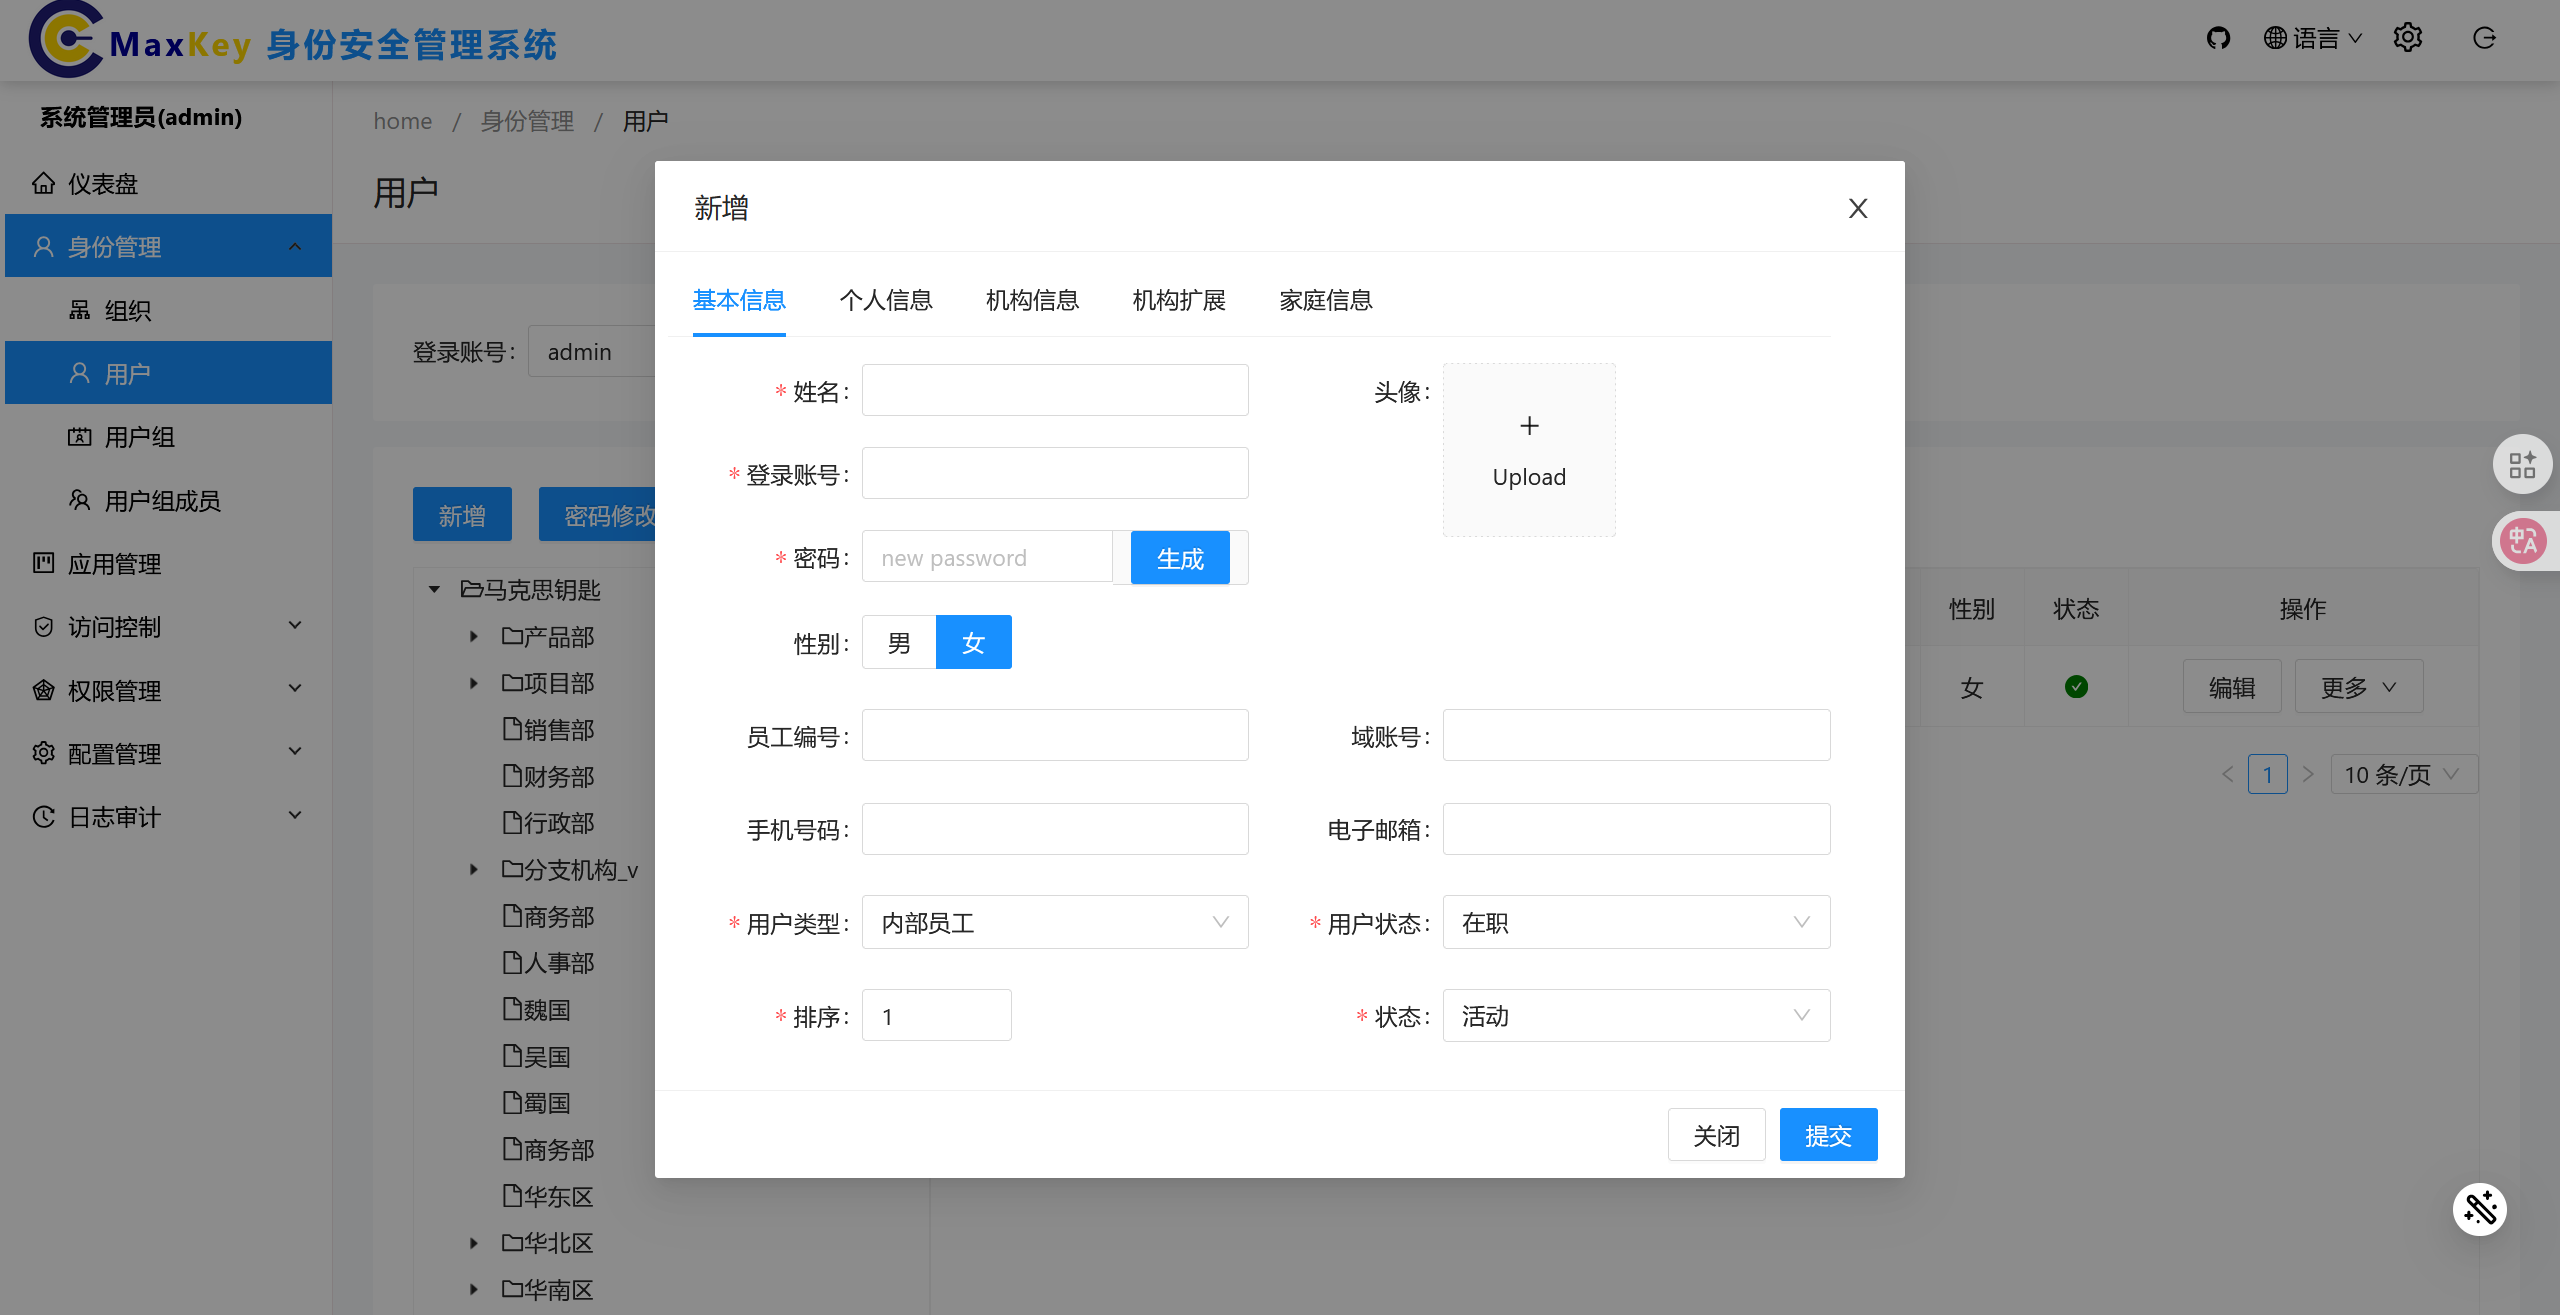 MaxKey 身份安全管理系统
语言
系统管理员(admin)
仪表盘
身份管理
组织
用户
用户组
用户组成员
应用管理
访问控制
权限管理
配置管理
日志审计
home / 身份管理 / 用户
用户
登录账号: admin
新增 密码修改
马克思钥匙
产品部
项目部
销售部
财务部
行政部
分支机构_v
商务部
人事部
魏国
吴国
蜀国
商务部
华东区
华北区
华南区
新增
基本信息 个人信息 机构信息 机构扩展 家庭信息
* 姓名:
头像:
Upload
* 登录账号:
* 密码: new password 生成
性别: 男 女
员工编号: 域账号:
手机号码: 电子邮箱:
* 用户类型: 内部员工 * 用户状态: 在职
* 排序: 1 * 状态: 活动
关闭 提交
性别 状态 操作
女 编辑 更多
1 10 条/页
中A